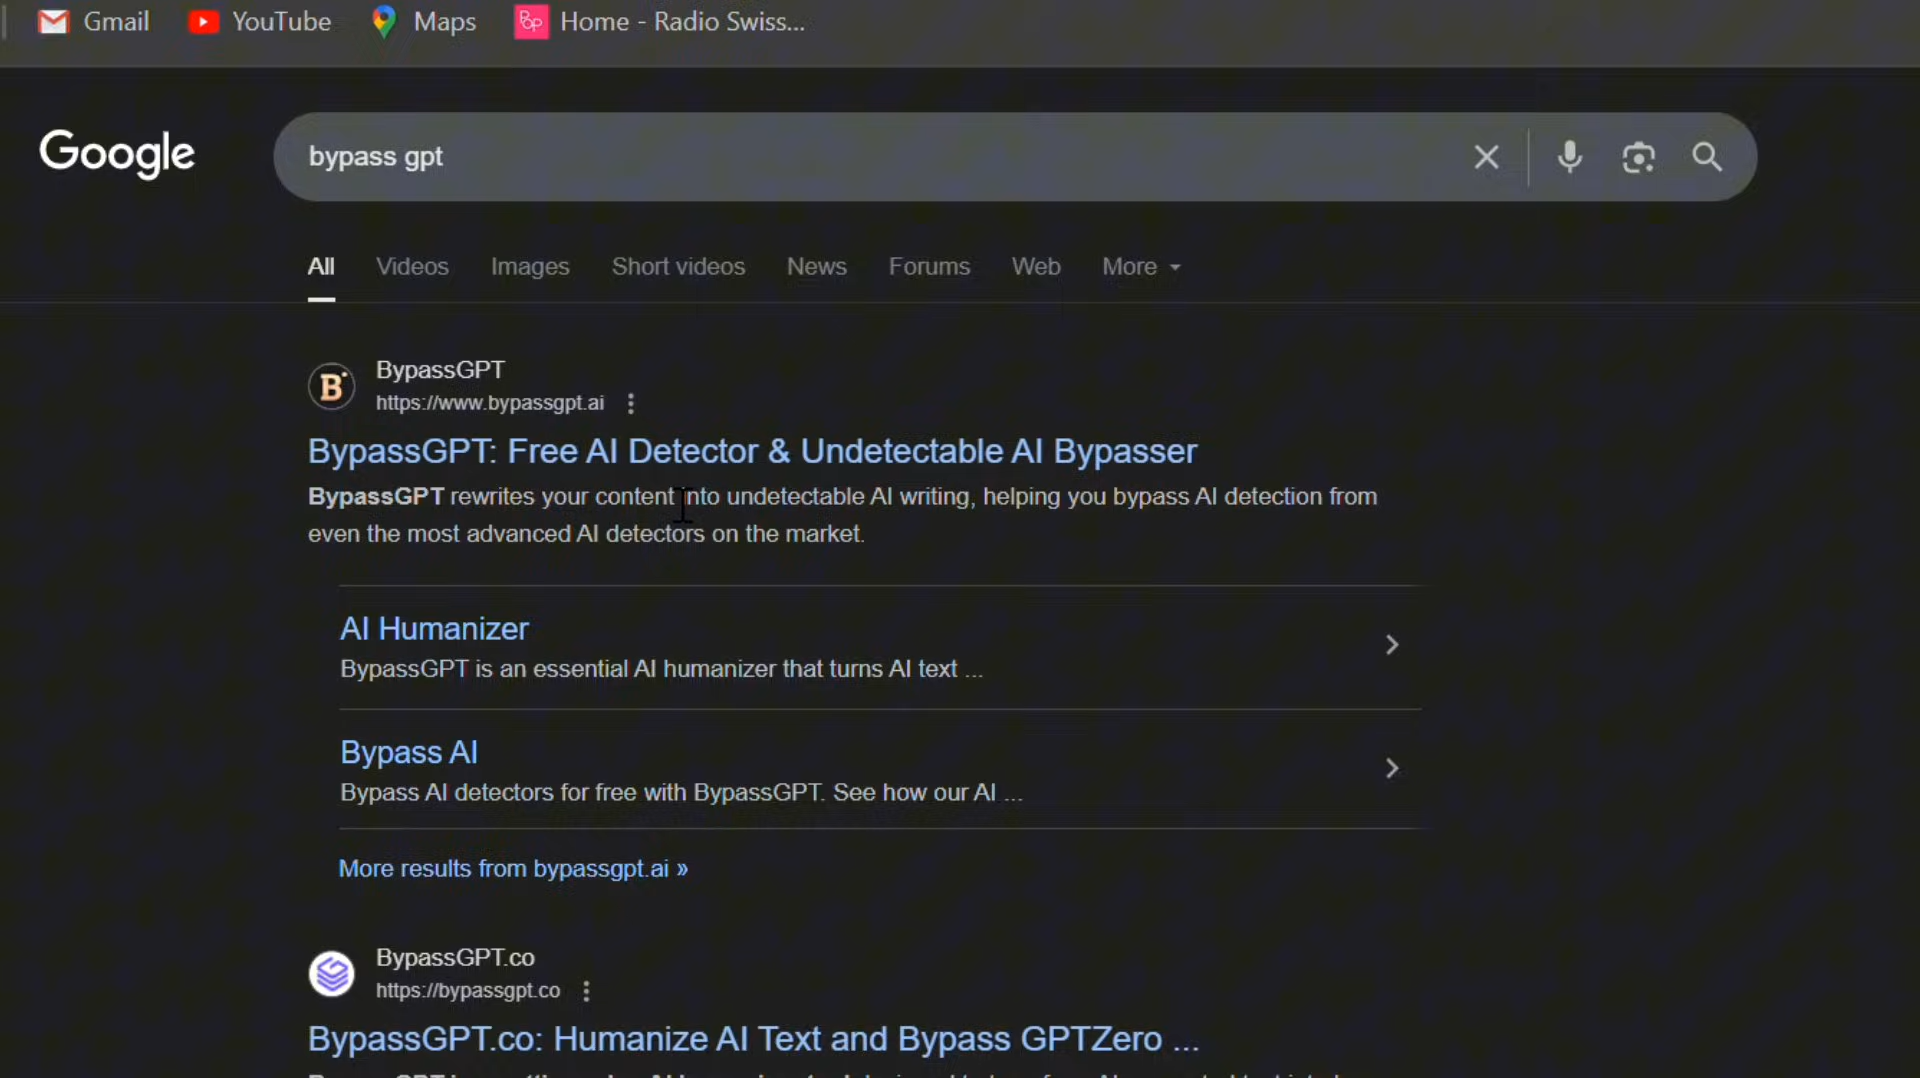 Gmail YouTube Maps Home - Radio Swiss...
Google bypass gpt
All Videos Images Short videos News Forums Web More
BypassGPT
https://www.bypassgpt.ai
BypassGPT: Free AI Detector & Undetectable AI Bypasser
BypassGPT rewrites your content into undetectable AI writing, helping you bypass AI detection from
even the most advanced AI detectors on the market.
AI Humanizer
BypassGPT is an essential AI humanizer that turns AI text ...
Bypass AI
Bypass AI detectors for free with BypassGPT. See how our AI ...
More results from bypassgpt.ai »
BypassGPT.co
https://bypassgpt.co
BypassGPT.co: Humanize AI Text and Bypass GPTZero ...